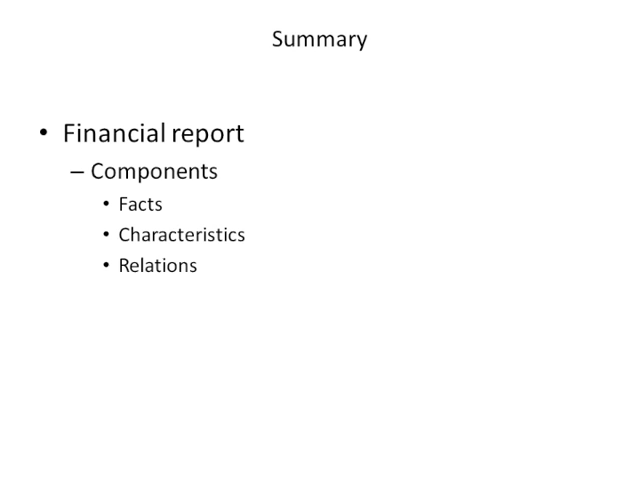 Summary
• Financial report
– Components
• Facts
• Characteristics
• Relations